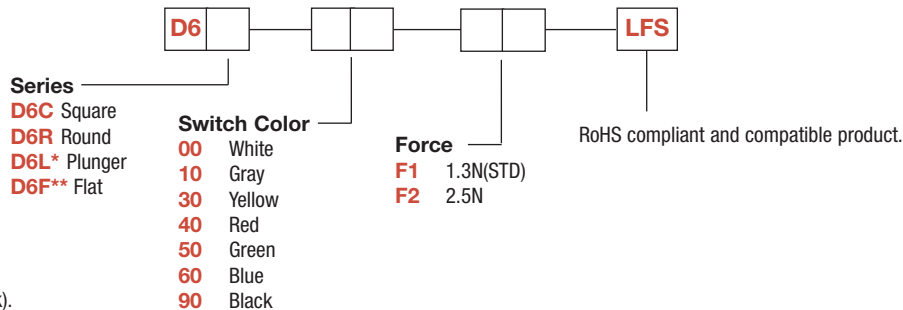 D6 LFS
Series
D6C Square
D6R Round
D6L* Plunger
D6F** Flat
Switch Color
00 White
10 Gray
30 Yellow
40 Red
50 Green
60 Blue
90 Black
Force
F1 1.3N(STD)
F2 2.5N
RoHS compliant and compatible product.
).